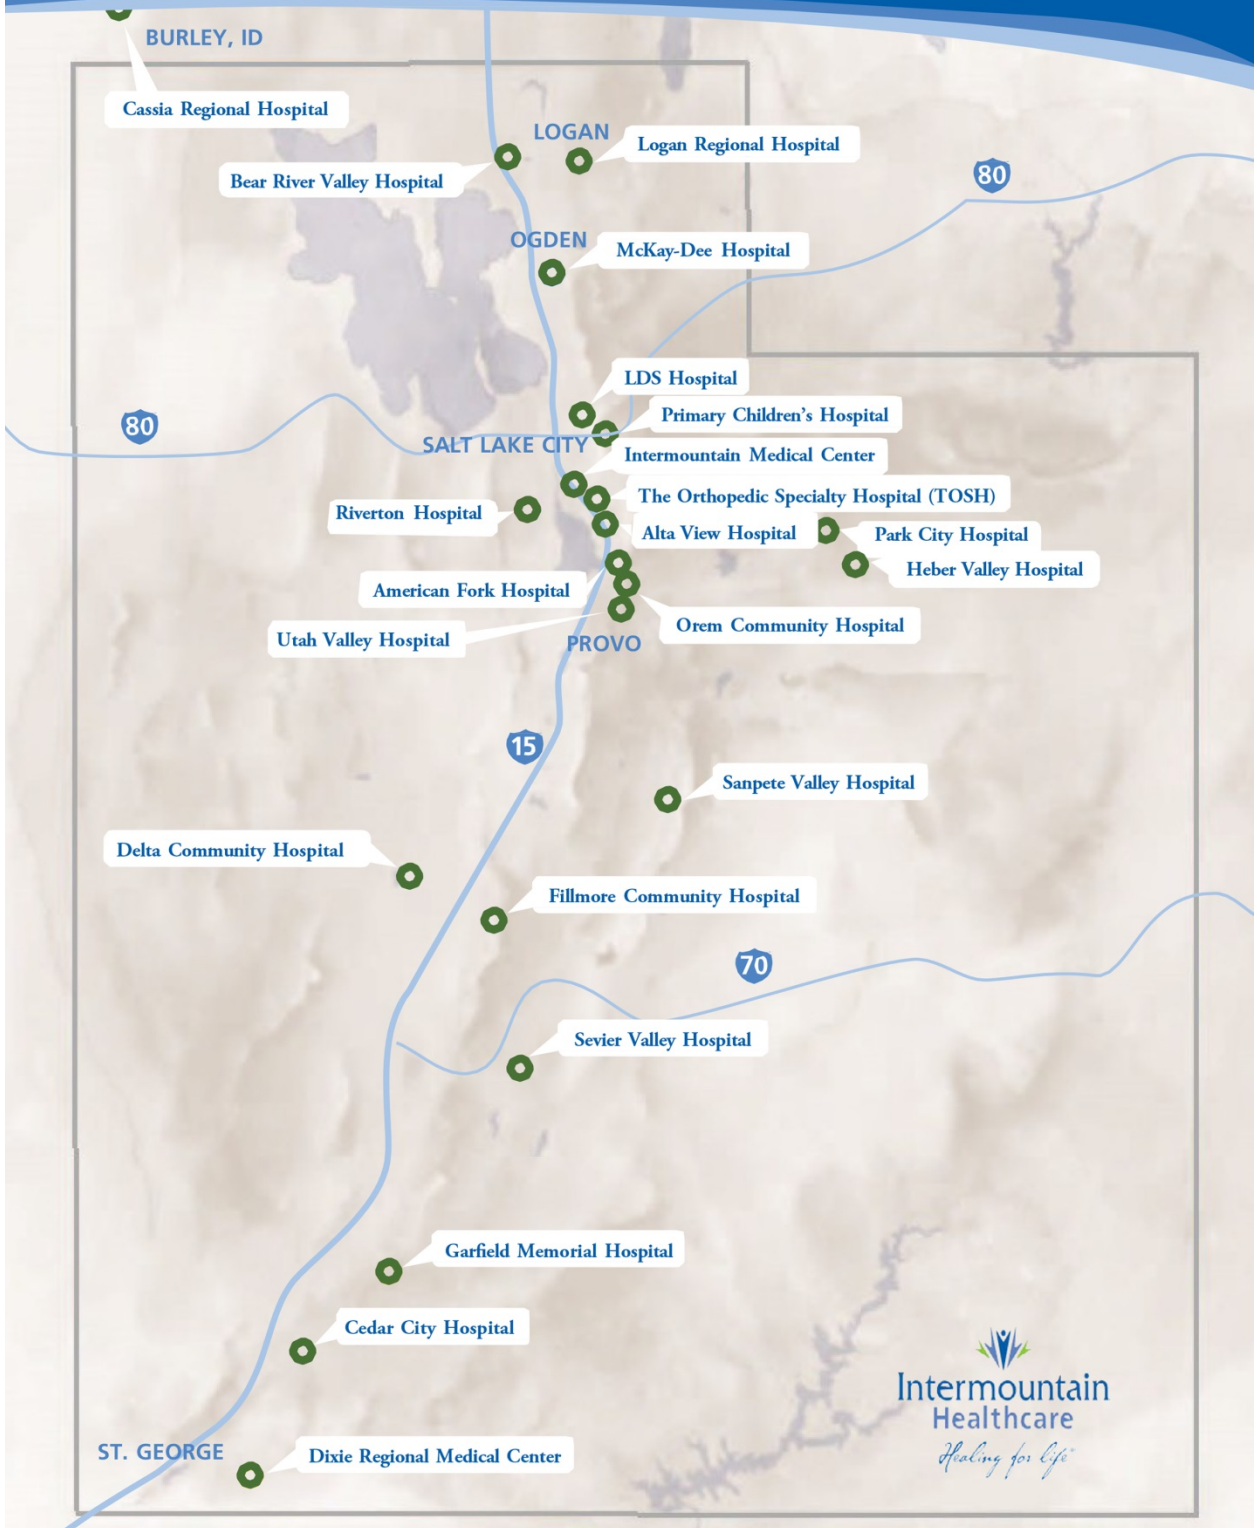 BURLEY, ID
Cassia Regional Hospital
LOGAN
Logan Regional Hospital
Bear River Valley Hospital
80
OGDEN
McKay-Dee Hospital
LDS Hospital
Primary Children’s Hospital
80
SALT LAKE CITY
Intermountain Medical Center
The Orthopedic Specialty Hospital (TOSH)
Riverton Hospital
Alta View Hospital
Park City Hospital
Heber Valley Hospital
American Fork Hospital
Orem Community Hospital
Utah Valley Hospital
PROVO
15
Sanpete Valley Hospital
Delta Community Hospital
Fillmore Community Hospital
70
Sevier Valley Hospital
Garfield Memorial Hospital
Cedar City Hospital
Intermountain
Healthcare
Healing for life®
ST. GEORGE
Dixie Regional Medical Center